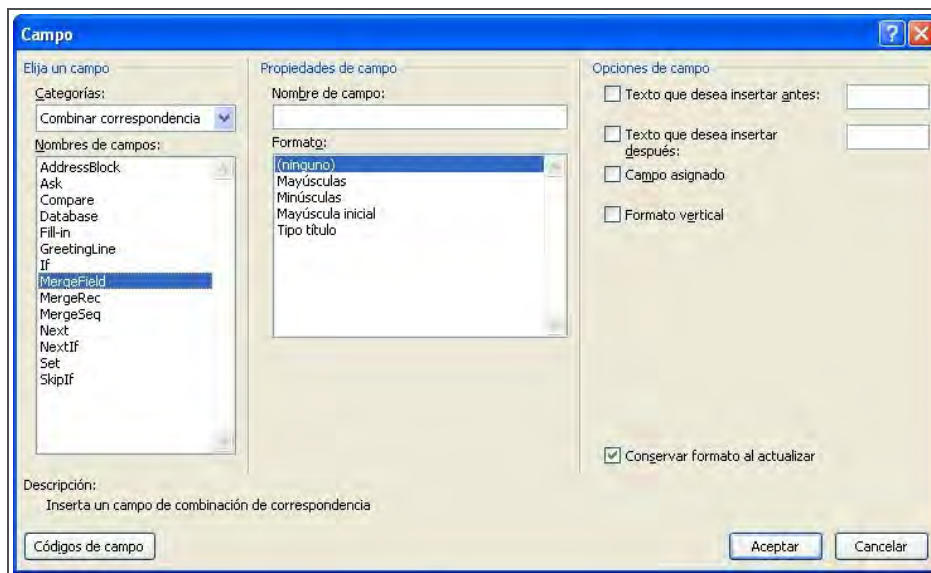 Campo
Elija un campo
Categorías:
Combinar correspondencia
Nombres de campos:
AddressBlock
Ask
Compare
Database
Fill-in
GreetingLine
If
MergeField
MergeRec
MergeSeq
Next
NextIf
Set
SkipIf
Propiedades de campo
Nombre de campo:
Formato:
(ninguno)
Mayúsculas
Minúsculas
Mayúscula inicial
Tipo título
Opciones de campo
Texto que desea insertar antes:
Texto que desea insertar
después:
Campo asignado
Formato vertical
Conservar formato al actualizar
Descripción:
Inserta un campo de combinación de correspondencia
Códigos de campo
Aceptar
Cancelar